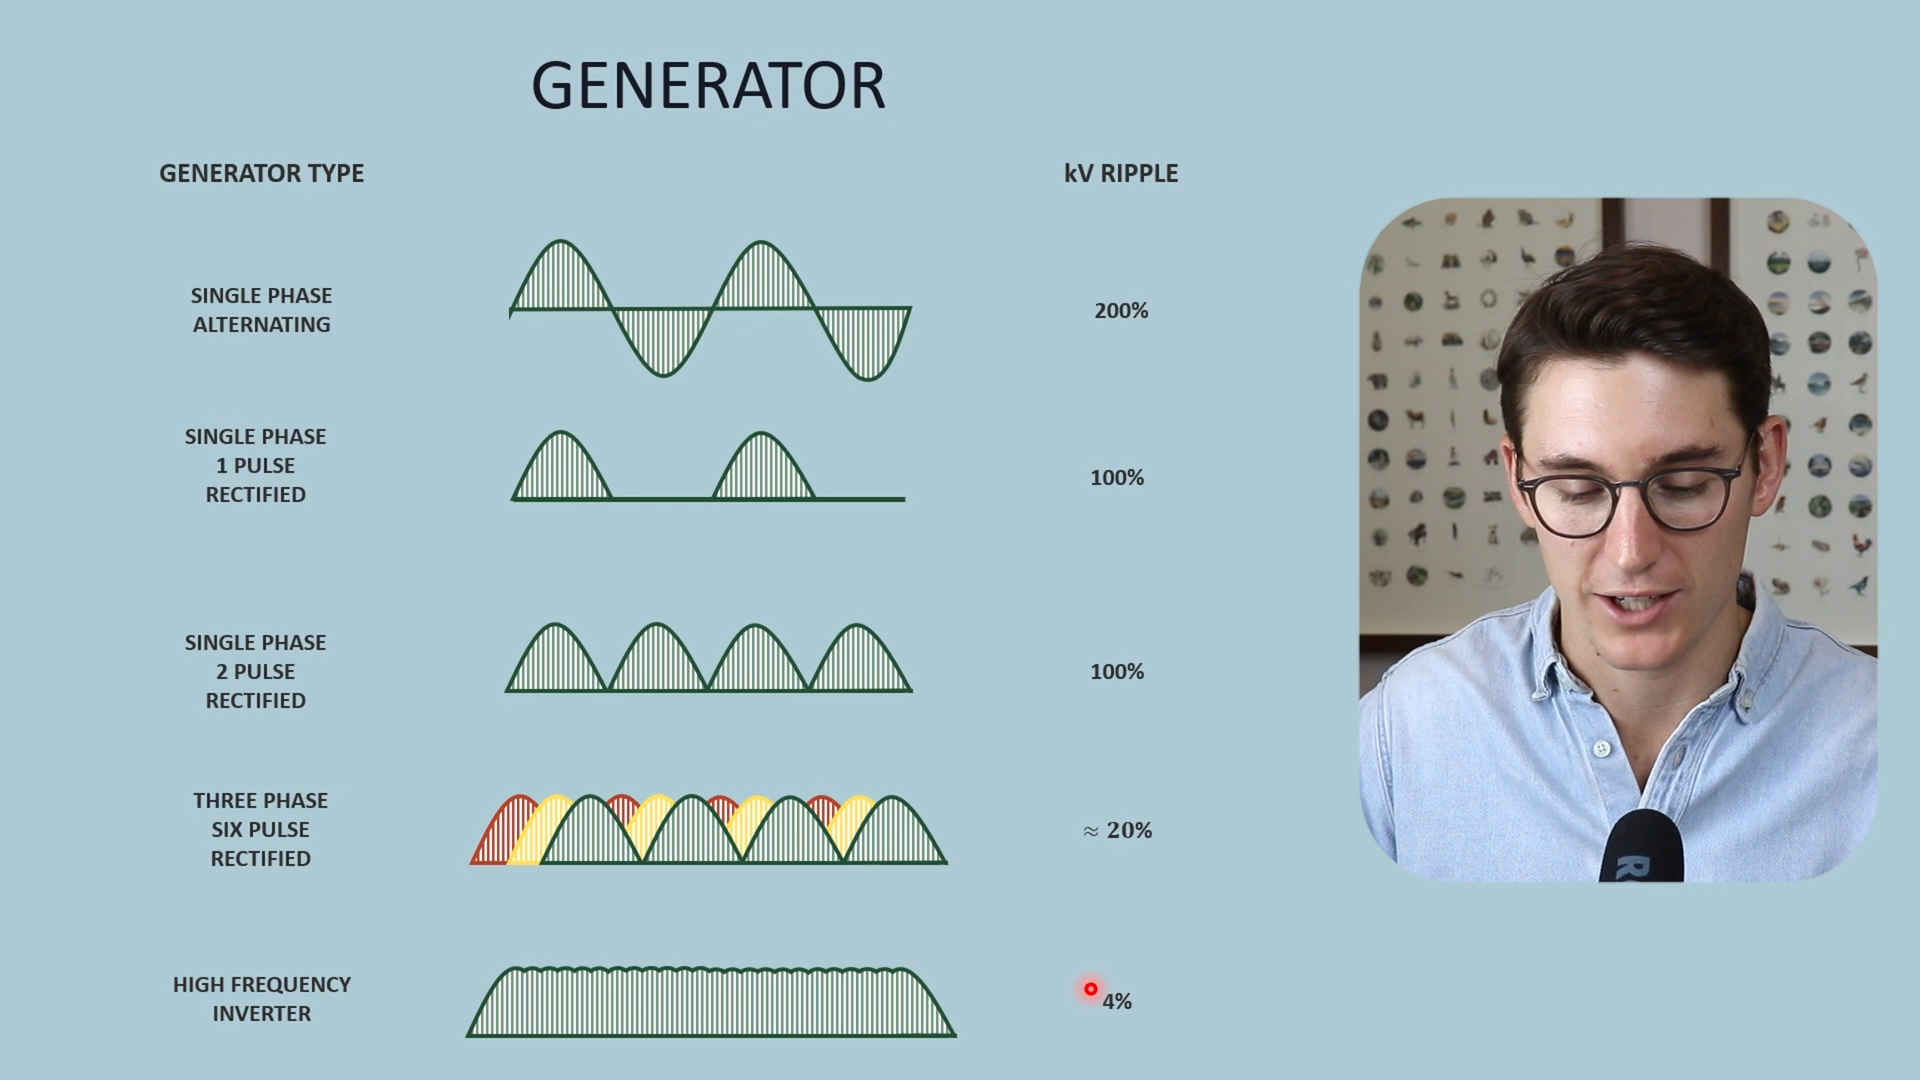 GENERATOR
GENERATOR TYPE
kV RIPPLE
SINGLE PHASE
ALTERNATING
200%
SINGLE PHASE
1 PULSE
RECTIFIED
100%
SINGLE PHASE
2 PULSE
RECTIFIED
100%
THREE PHASE
SIX PULSE
RECTIFIED
≈ 20%
HIGH FREQUENCY
INVERTER
4%